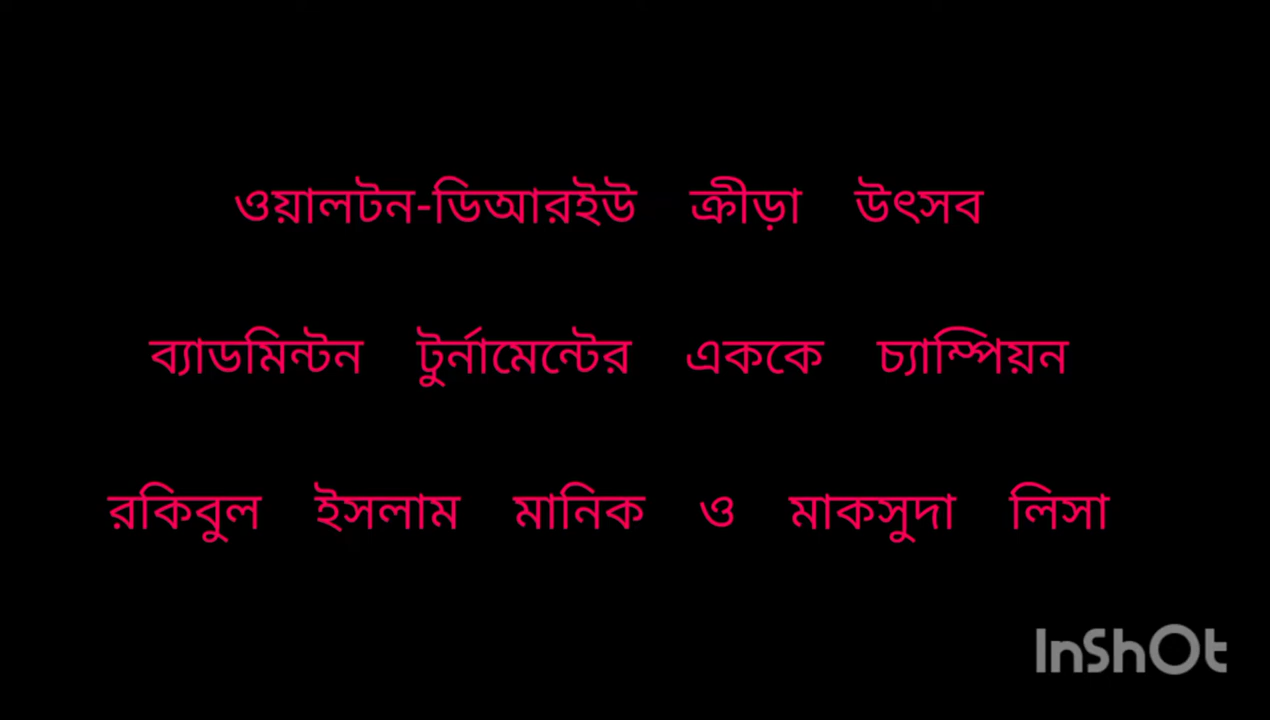 ওয়ালটন-ডিআরইউ ক্রীড়া উৎসব
ব্যাডমিন্টন টুর্নামেন্টের এককে চ্যাম্পিয়ন
রকিবুল ইসলাম মানিক ও মাকসুদা লিসা
InShOt